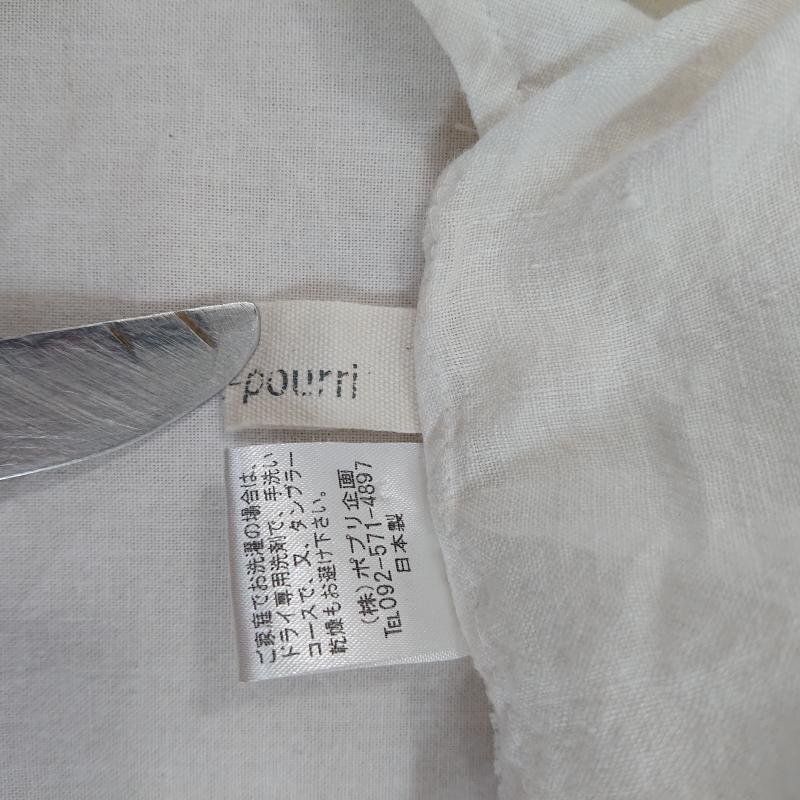 -pourri
ご家庭でお洗濯の場合は、
ドライ専用洗剤で、手洗い
コースで、又、タンブラー
乾燥もお避け下さい。
(株)ポプリ企画
TEL092-571-4897
日本製